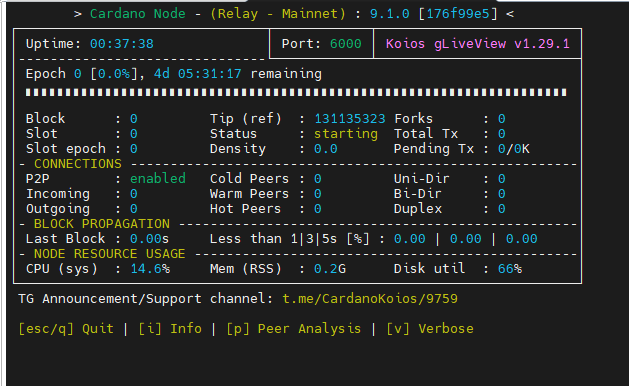 > Cardano Node - (Relay - Mainnet) : 9.1.0 [176f99e5] <
Uptime: 00:37:38 Port: 6000 Koios gLiveView v1.29.1
Epoch 0 [0.0%], 4d 05:31:17 remaining
Block : 0 Tip (ref) : 131135323 Forks : 0
Slot : 0 Status : starting Total Tx : 0
Slot epoch : 0 Density : 0.0 Pending Tx : 0/0K
- CONNECTIONS
P2P : enabled Cold Peers : 0 Uni-Dir : 0
Incoming : 0 Warm Peers : 0 Bi-Dir : 0
Outgoing : 0 Hot Peers : 0 Duplex : 0
- BLOCK PROPAGATION
Last Block : 0.00s Less than 1|3|5s [%] : 0.00 | 0.00 | 0.00
- NODE RESOURCE USAGE
CPU (sys) : 14.6% Mem (RSS) : 0.2G Disk util : 66%
TG Announcement/Support channel: t.me/CardanoKoios/9759
[esc/q] Quit | [i] Info | [p] Peer Analysis | [v] Verbose